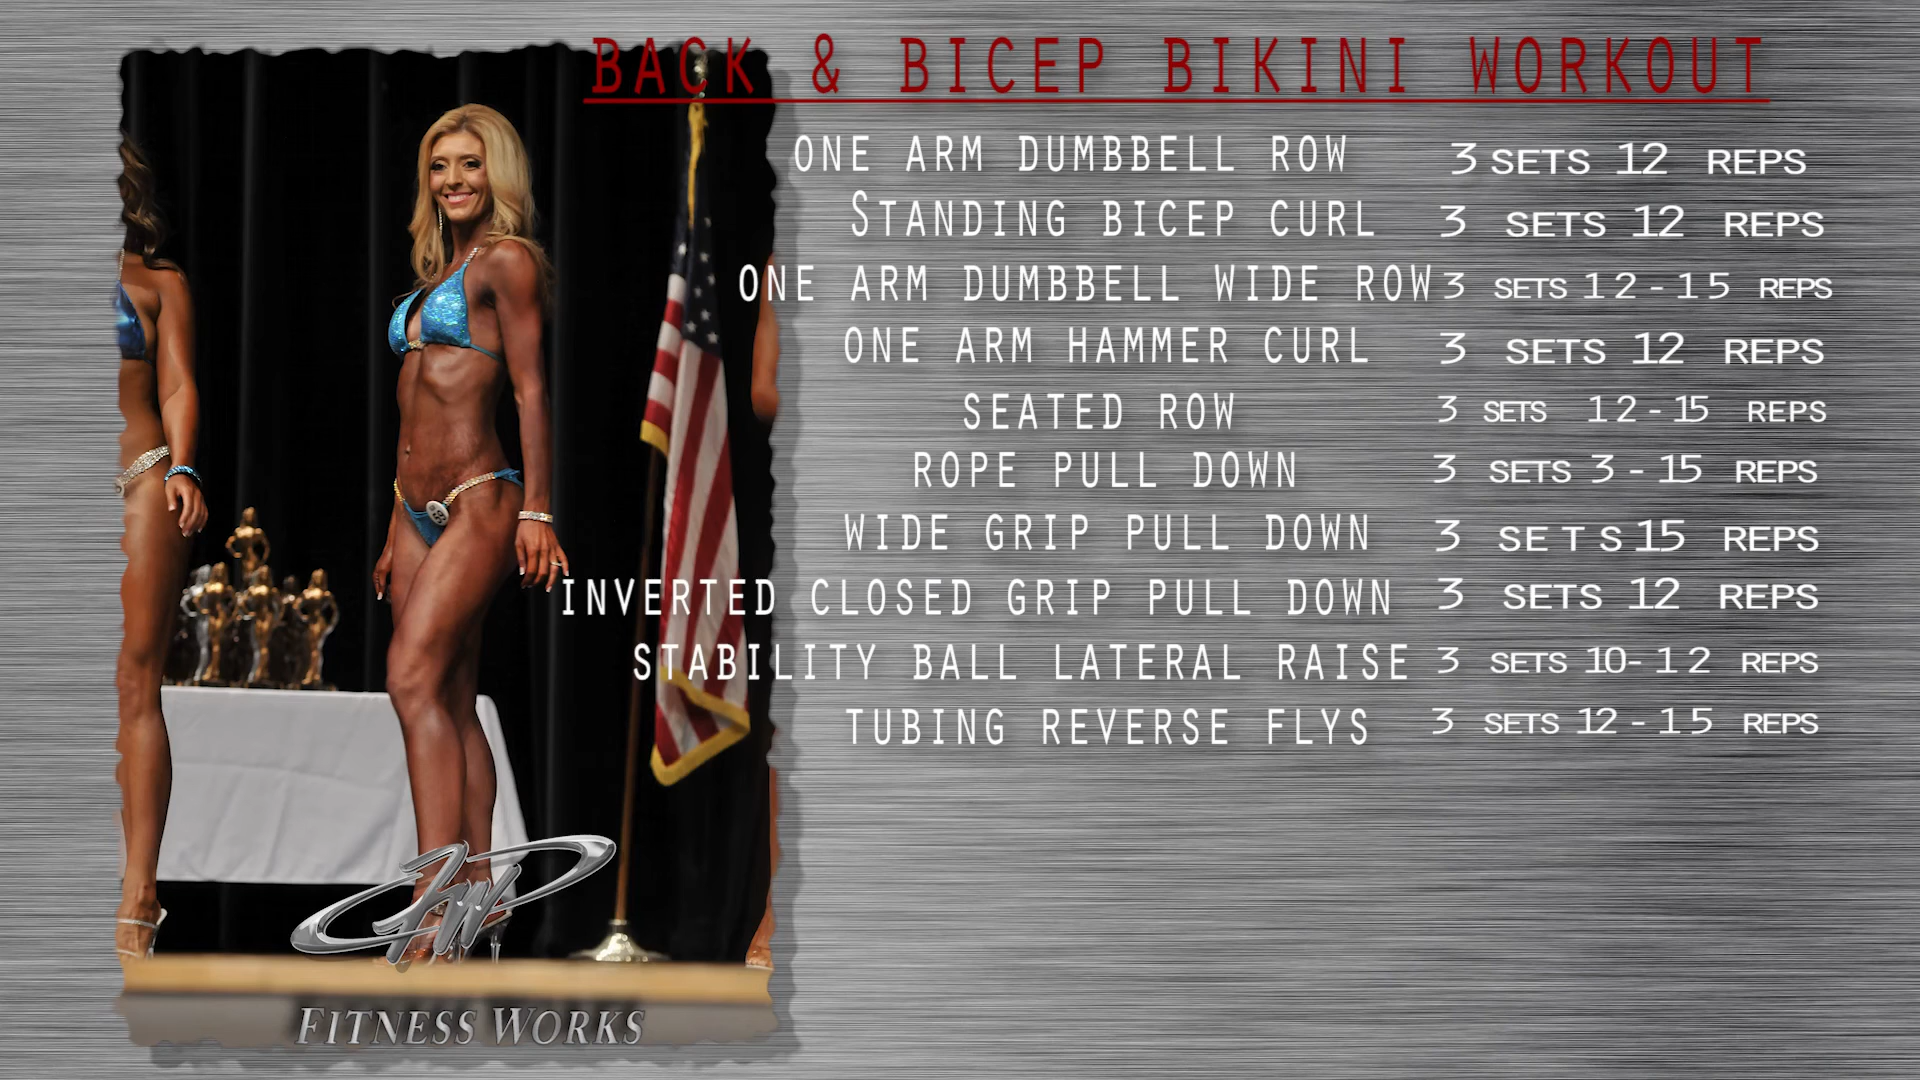 BACK & BICEP BIKINI WORKOUT
ONE ARM DUMBBELL ROW 3 SETS 12 REPS
STANDING BICEP CURL 3 SETS 12 REPS
ONE ARM DUMBBELL WIDE ROW 3 SETS 12-15 REPS
ONE ARM HAMMER CURL 3 SETS 12 REPS
SEATED ROW 3 SETS 12-15 REPS
ROPE PULL DOWN 3 SETS 3-15 REPS
WIDE GRIP PULL DOWN 3 SETS 15 REPS
INVERTED CLOSED GRIP PULL DOWN 3 SETS 12 REPS
STABILITY BALL LATERAL RAISE 3 SETS 10-12 REPS
TUBING REVERSE FLYS 3 SETS 12-15 REPS
FITNESS WORKS